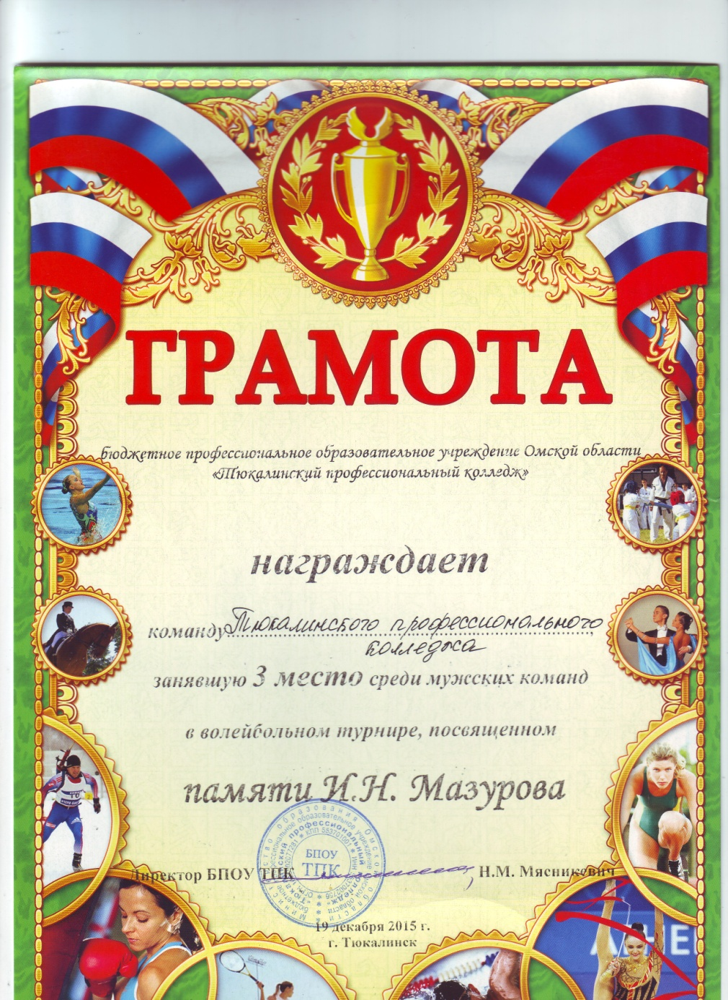 ГРАМОТА
бюджетное профессиональное образовательное учреждение Омской области
«Тюкалинский профессиональный колледж»
награждает
команду Тюкалинского профессионального
колледжа
занявшую 3 место среди мужских команд
в волейбольном турнире, посвященном
памяти И.Н. Мазурова
БПОУ
ТПК
Директор БПОУ ТПК Н.М. Мясникевич
19 декабря 2015 г.
г. Тюкалинск